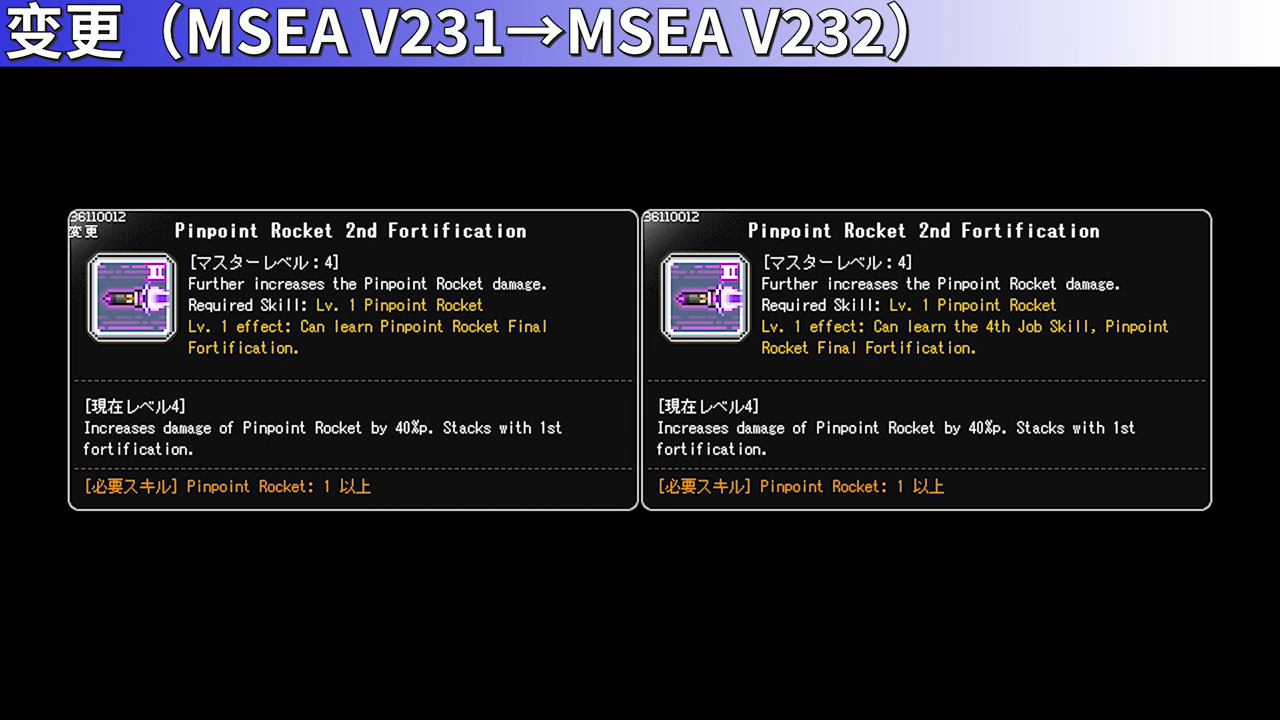 変更（MSEA V231→MSEA V232）
36110012
変更
Pinpoint Rocket 2nd Fortification
[マスターレベル：4]
Further increases the Pinpoint Rocket damage.
Required Skill: Lv. 1 Pinpoint Rocket
Lv. 1 effect: Can learn Pinpoint Rocket Final
Fortification.
[現在レベル4]
Increases damage of Pinpoint Rocket by 40%p. Stacks with 1st
fortification.
[必要スキル] Pinpoint Rocket: 1 以上
36110012
Pinpoint Rocket 2nd Fortification
[マスターレベル：4]
Further increases the Pinpoint Rocket damage.
Required Skill: Lv. 1 Pinpoint Rocket
Lv. 1 effect: Can learn the 4th Job Skill, Pinpoint
Rocket Final Fortification.
[現在レベル4]
Increases damage of Pinpoint Rocket by 40%p. Stacks with 1st
fortification.
[必要スキル] Pinpoint Rocket: 1 以上